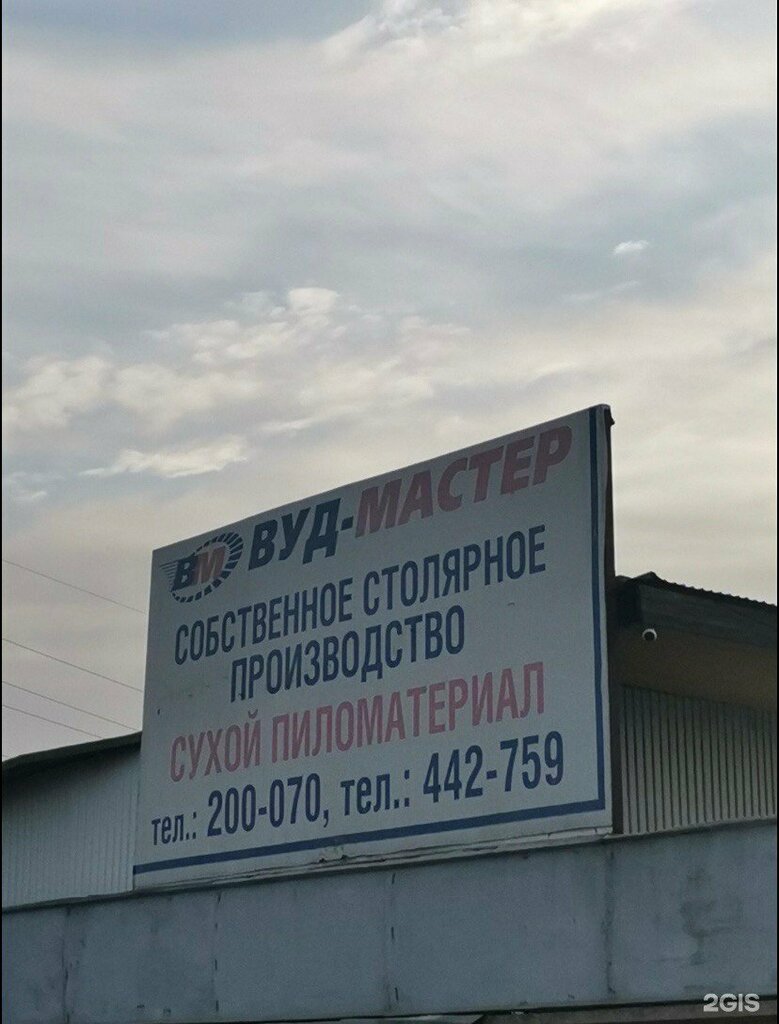 ВМ ВУД-МАСТЕР
СОБСТВЕННОЕ СТОЛЯРНОЕ
ПРОИЗВОДСТВО
СУХОЙ ПИЛОМАТЕРИАЛ
тел.: 200-070, тел.: 442-759
2GIS